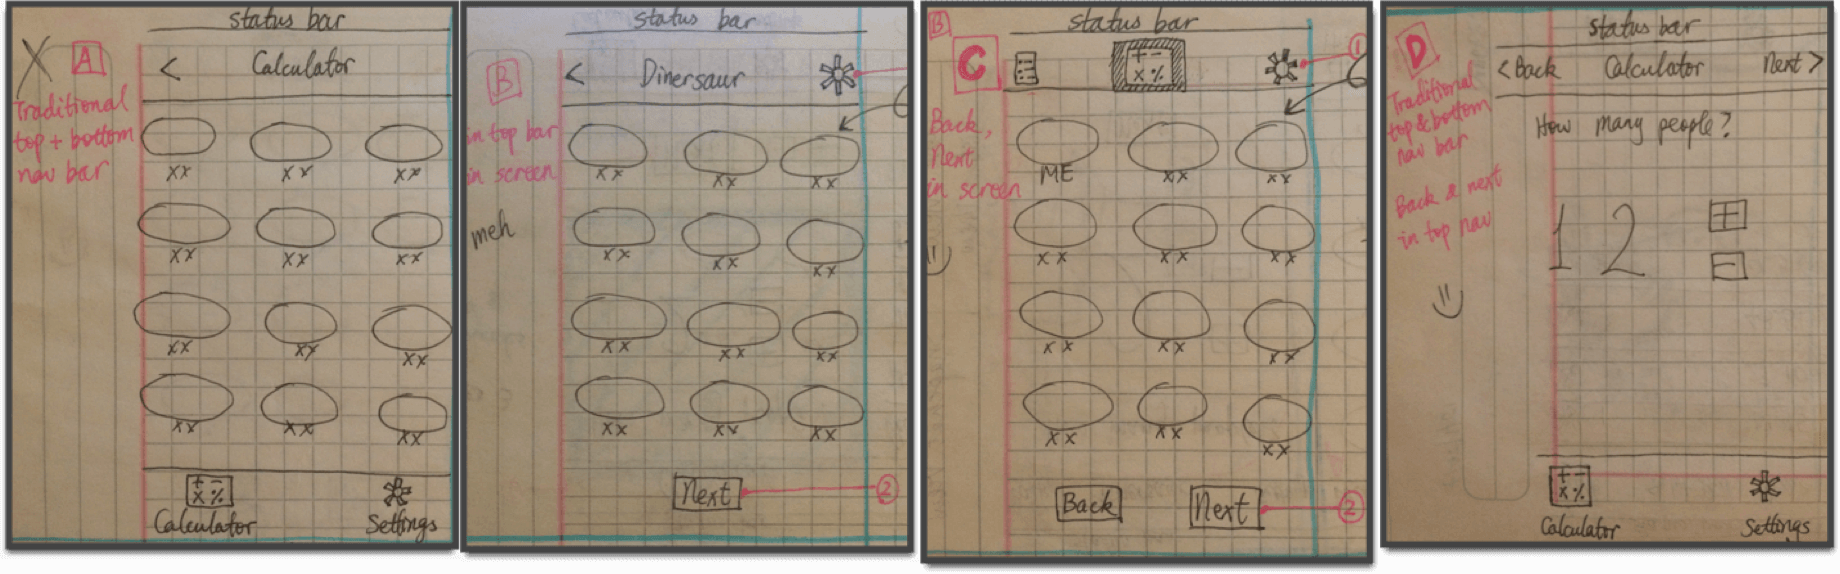 status bar
A
< Calculator
Traditional
top + bottom
nav bar
xx xx xx
xx xx xx
xx xx xx
xx xx xx
+ -
x %
Calculator Settings
status bar
B
< Dinersaur
in top bar
in screen
meh
xx xx xx
xx xx xx
xx xx xx
xx xx xx
Next
2
B
status bar
C
+ -
x %
1
Back,
Next
in screen
ME xx xx
xx xx xx
xx xx xx
xx xx xx
Back Next
2
status bar
D
< Back Calculator Next >
Traditional
top & bottom
nav bar
Back & next
in top nav
How many people?
12
+
-
+ -
x %
Calculator Settings